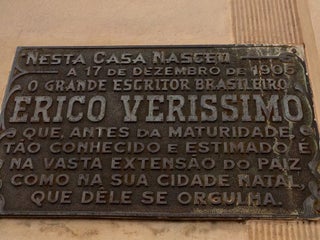 NESTA CASA NASCEU
A 17 DE DEZEMBRO DE 1905
O GRANDE ESCRITOR BRASILEIRO
ERICO VERISSIMO
QUE, ANTES DA MATURIDADE,
TÃO CONHECIDO E ESTIMADO É
NA VASTA EXTENSÃO DO PAIZ
COMO NA SUA CIDADE NATAL,
QUE DÊLE SE ORGULHA.